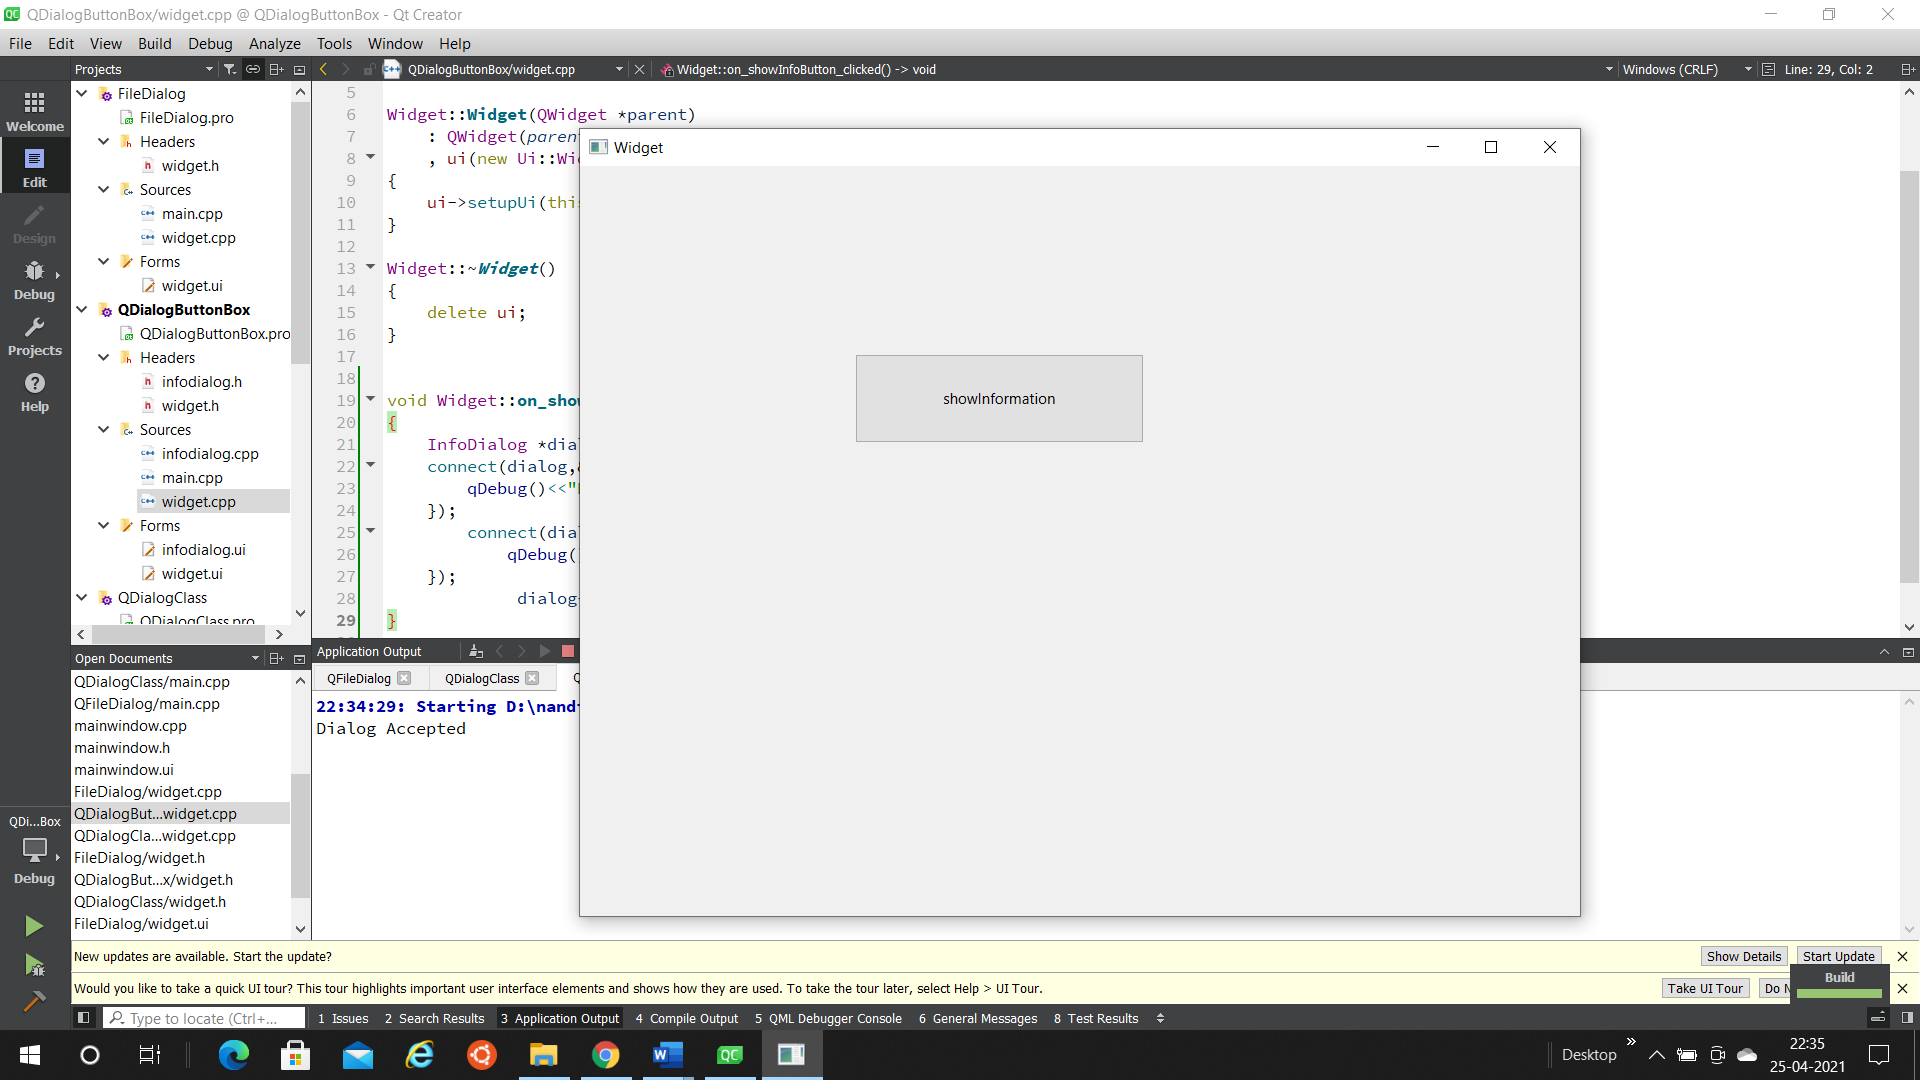 QDialogButtonBox/widget.cpp @ QDialogButtonBox - Qt Creator
File Edit View Build Debug Analyze Tools Window Help
Projects
QDialogButtonBox/widget.cpp
Widget::on_showInfoButton_clicked() -> void
Windows (CRLF)
Line: 29, Col: 2
Welcome
Edit
Design
Debug
Projects
Help
QDi...Box
Debug
FileDialog
FileDialog.pro
Headers
widget.h
Sources
main.cpp
widget.cpp
Forms
widget.ui
QDialogButtonBox
QDialogButtonBox.pro
Headers
infodialog.h
widget.h
Sources
infodialog.cpp
main.cpp
widget.cpp
Forms
infodialog.ui
widget.ui
QDialogClass
QDialogClass.pro
Open Documents
QDialogClass/main.cpp
QFileDialog/main.cpp
mainwindow.cpp
mainwindow.h
mainwindow.ui
FileDialog/widget.cpp
QDialogBut...widget.cpp
QDialogCla...widget.cpp
FileDialog/widget.h
QDialogBut...x/widget.h
QDialogClass/widget.h
FileDialog/widget.ui
5
6 Widget::Widget(QWidget *parent)
7 : QWidget(paren
8 , ui(new Ui::Wi
9 {
10 ui->setupUi(this
11 }
12
13 Widget::~Widget()
14 {
15 delete ui;
16 }
17
18
19 void Widget::on_sho
20 {
21 InfoDialog *dia
22 connect(dialog,
23 qDebug()<<"
24 });
25 connect(dia
26 qDebug(
27 });
28 dialog
29 }
Widget
showInformation
Application Output
QFileDialog QDialogClass
22:34:29: Starting D:\nand
Dialog Accepted
New updates are available. Start the update?
Show Details Start Update
Would you like to take a quick UI tour? This tour highlights important user interface elements and shows how they are used. To take the tour later, select Help > UI Tour.
Take UI Tour Do N
Build
Type to locate (Ctrl+...
1 Issues 2 Search Results 3 Application Output 4 Compile Output 5 QML Debugger Console 6 General Messages 8 Test Results
Desktop
22:35
25-04-2021